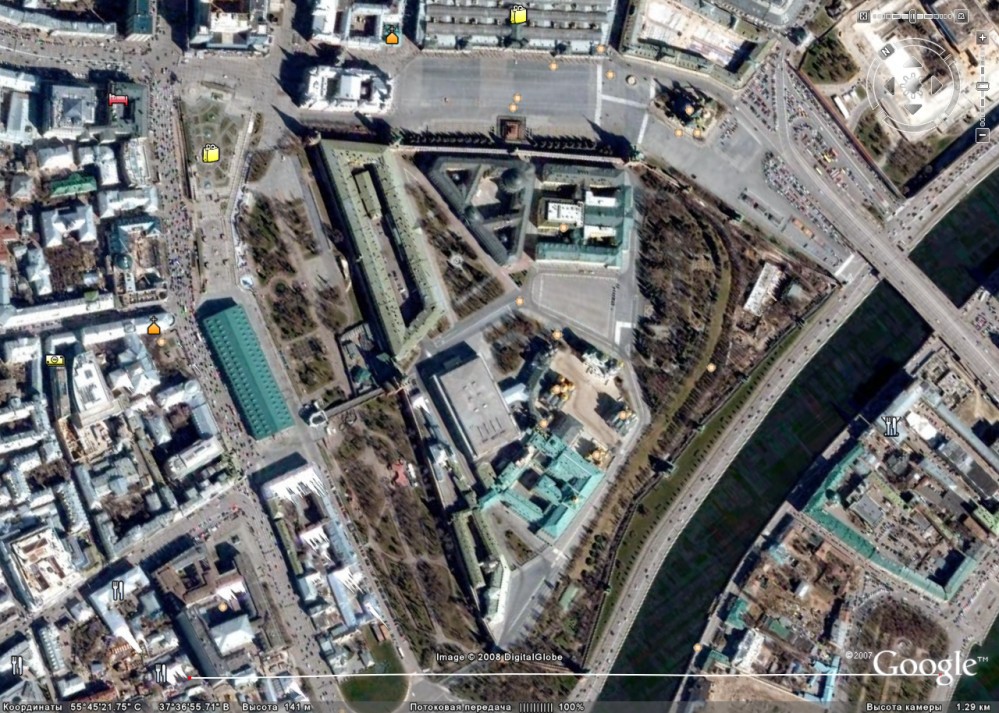 N
Image © 2008 DigitalGlobe
©2007 Google™
Координаты 55°45'21.75" С 37°36'55.71" В Высота 141 м Потоковая передача |||||||||| 100% Высота камеры 1.29 км